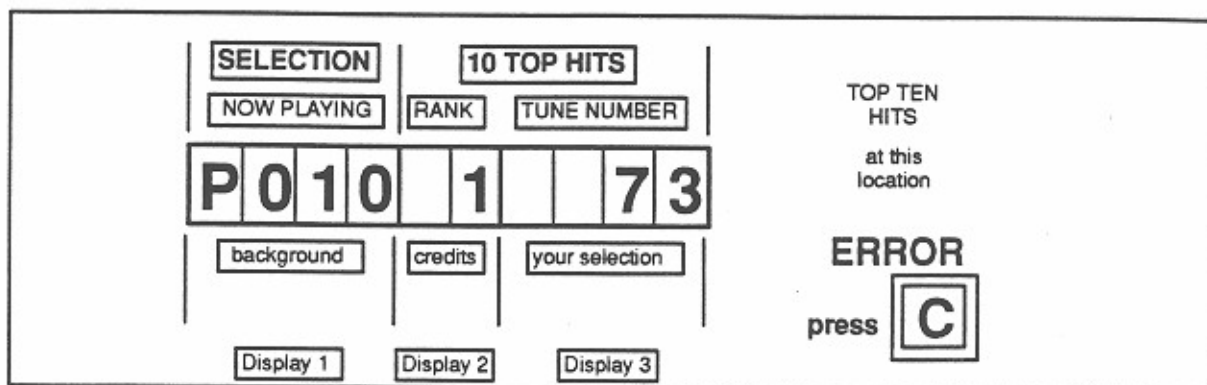 SELECTION 10 TOP HITS
NOW PLAYING RANK TUNE NUMBER
P010 1 73
background credits your selection
Display 1 Display 2 Display 3
TOP TEN
HITS
at this
location
ERROR
press C